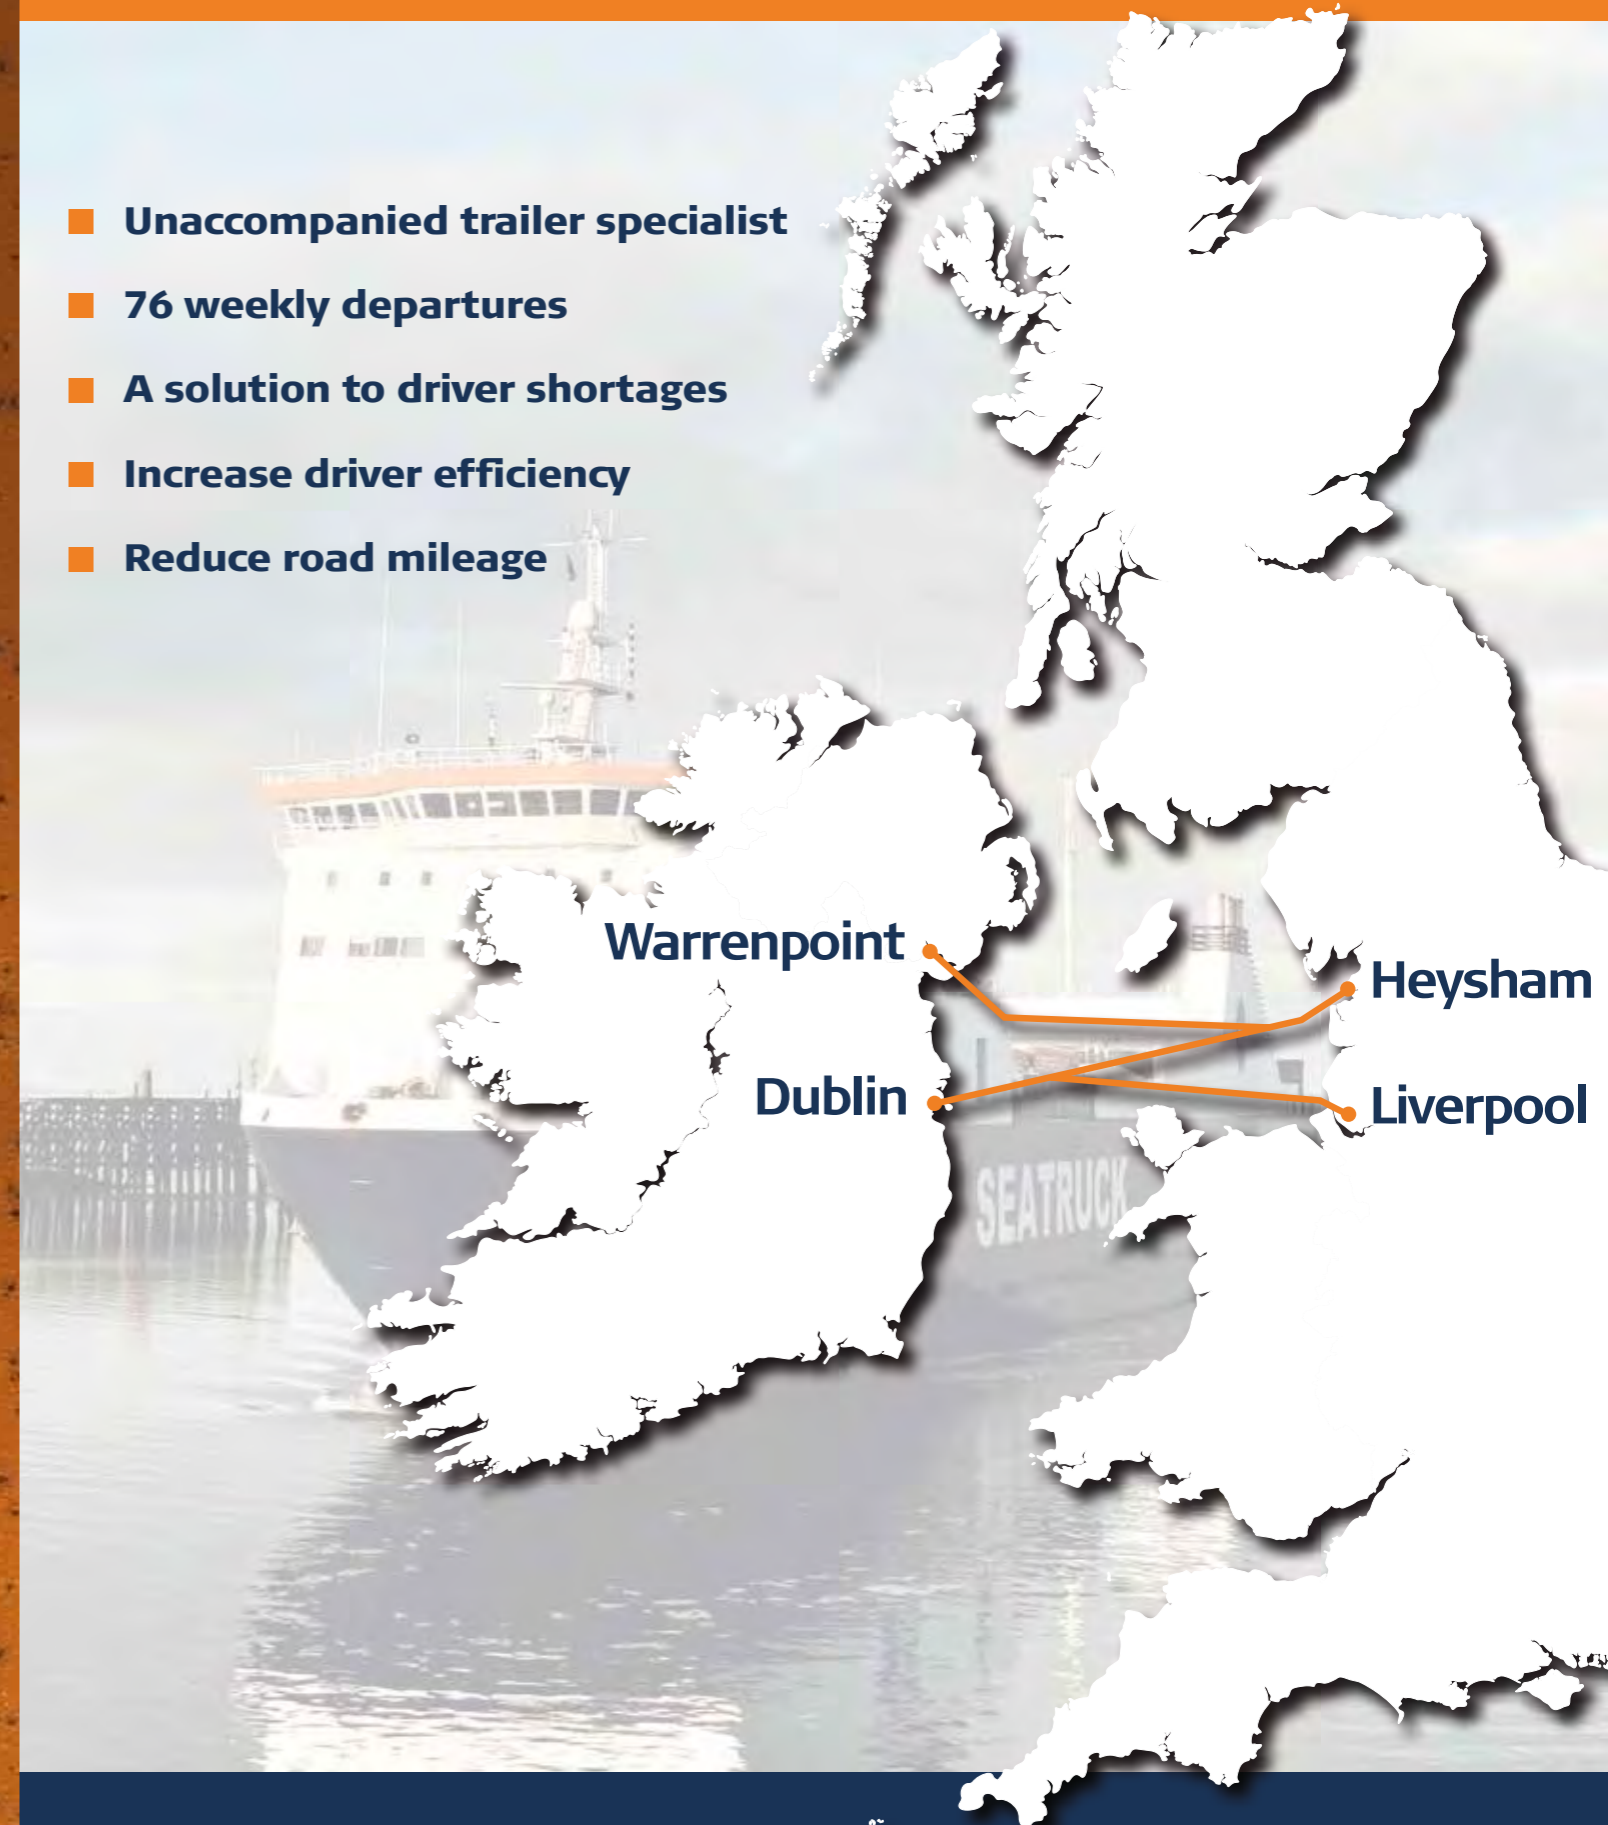 Unaccompanied trailer specialist
76 weekly departures
A solution to driver shortages
Increase driver efficiency
Reduce road mileage
Warrenpoint
Heysham
Dublin
Liverpool
SEATRUCK